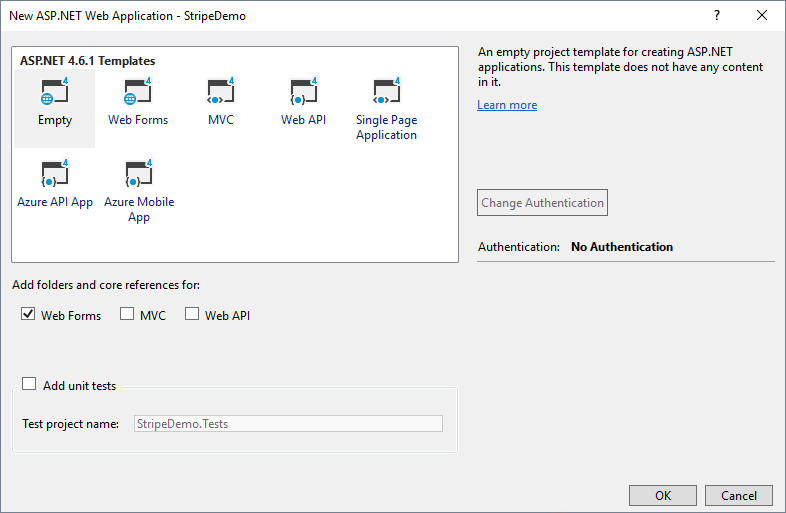 New ASP.NET Web Application - StripeDemo
?
ASP.NET 4.6.1 Templates
4 4 4 4 4
Empty Web Forms MVC Web API Single Page
Application
4 4
Azure API App Azure Mobile
App
An empty project template for creating ASP.NET
applications. This template does not have any content
in it.
Learn more
Change Authentication
Authentication: No Authentication
Add folders and core references for:
Web Forms MVC Web API
Add unit tests
Test project name: StripeDemo.Tests
OK Cancel